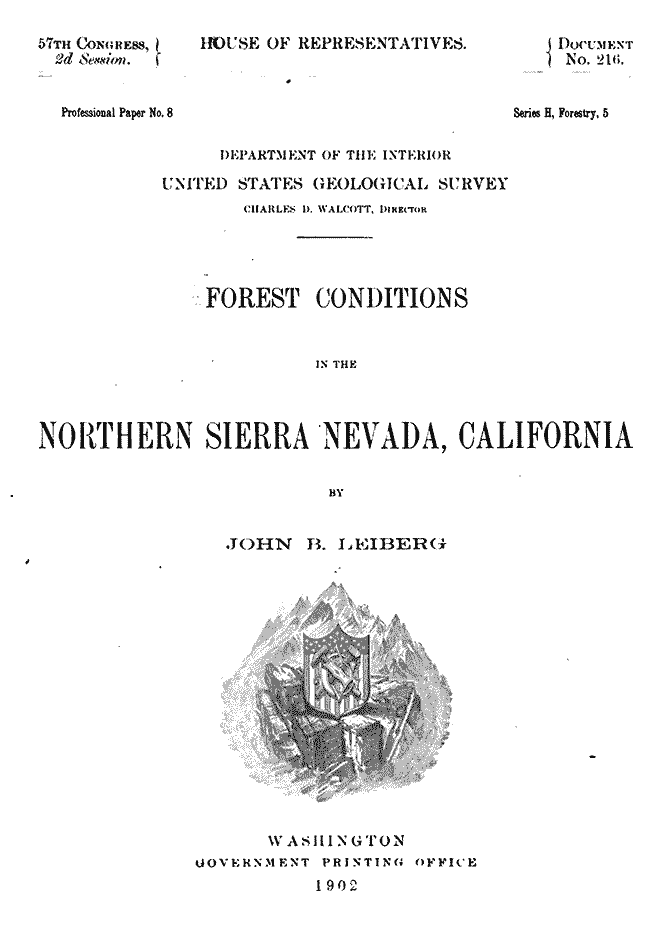 57TH CONGRESS, } HOUSE OF REPRESENTATIVES. { DOCUMENT
2d Session. } { No. 216.
Professional Paper No. 8 Series H, Forestry, 5
DEPARTMENT OF THE INTERIOR
UNITED STATES GEOLOGICAL SURVEY
CHARLES D. WALCOTT, DIRECTOR
FOREST CONDITIONS
IN THE
NORTHERN SIERRA NEVADA, CALIFORNIA
BY
JOHN B. LEIBERG
WASHINGTON
GOVERNMENT PRINTING OFFICE
1902